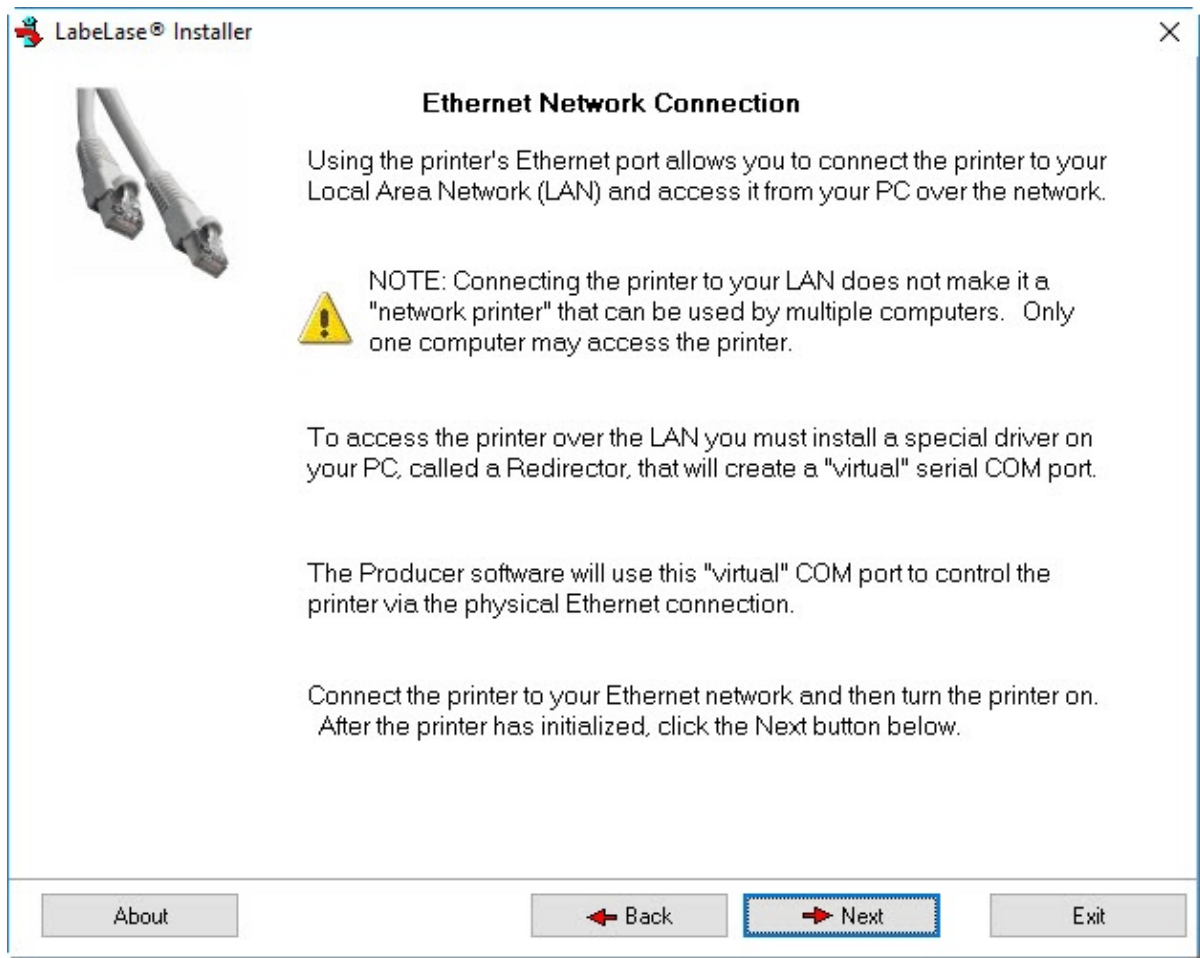 LabeLase® Installer
Ethernet Network Connection
Using the printer's Ethernet port allows you to connect the printer to your
Local Area Network (LAN) and access it from your PC over the network.
NOTE: Connecting the printer to your LAN does not make it a
"network printer" that can be used by multiple computers.   Only
one computer may access the printer.
To access the printer over the LAN you must install a special driver on
your PC, called a Redirector, that will create a "virtual" serial COM port.
The Producer software will use this "virtual" COM port to control the
printer via the physical Ethernet connection.
Connect the printer to your Ethernet network and then turn the printer on.
After the printer has initialized, click the Next button below.
About
Back
Next
Exit